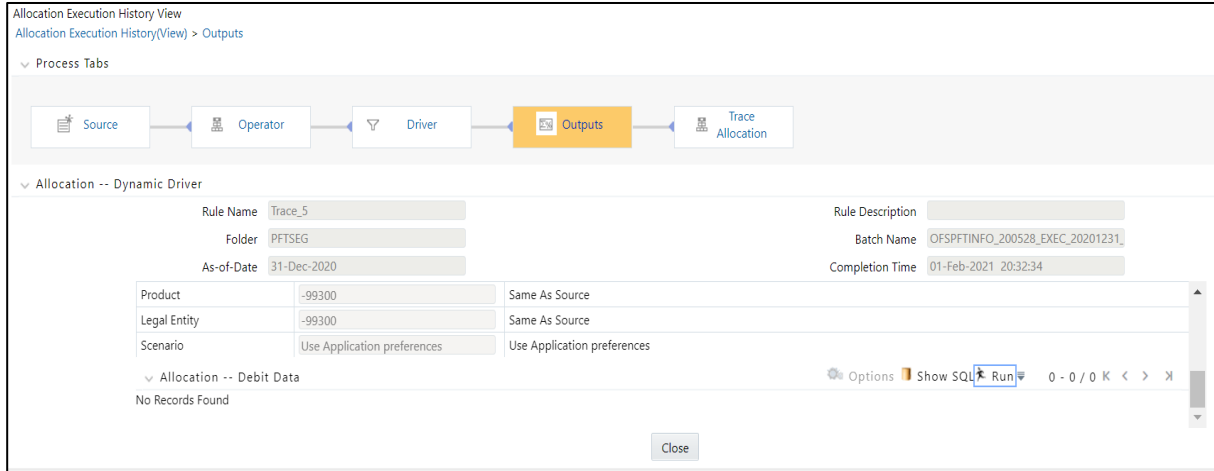 Allocation Execution History View
Allocation Execution History(View) > Outputs
Process Tabs
Source
Operator
Driver
Outputs
Trace
Allocation
Allocation -- Dynamic Driver
Rule Name Trace_5 Rule Description
Folder PFTSEG Batch Name OFSPFTINFO_200528_EXEC_20201231_
As-of-Date 31-Dec-2020 Completion Time 01-Feb-2021 20:32:34
Product -99300 Same As Source
Legal Entity -99300 Same As Source
Scenario Use Application preferences Use Application preferences
Allocation -- Debit Data Options Show SQL Run 0 - 0 / 0
No Records Found
Close